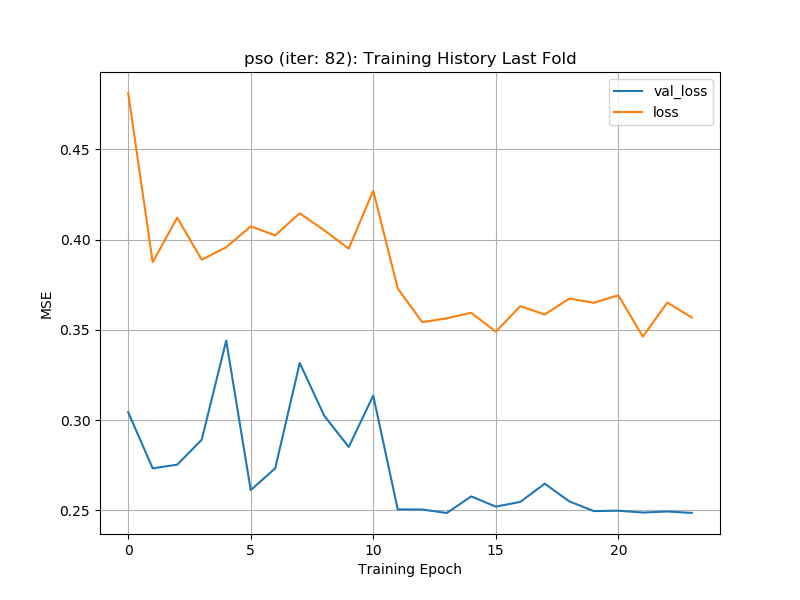 pso (iter: 82): Training History Last Fold
val_loss
loss
0.45
0.40
0.35
0.30
0.25
MSE
0
5
10
15
20
Training Epoch